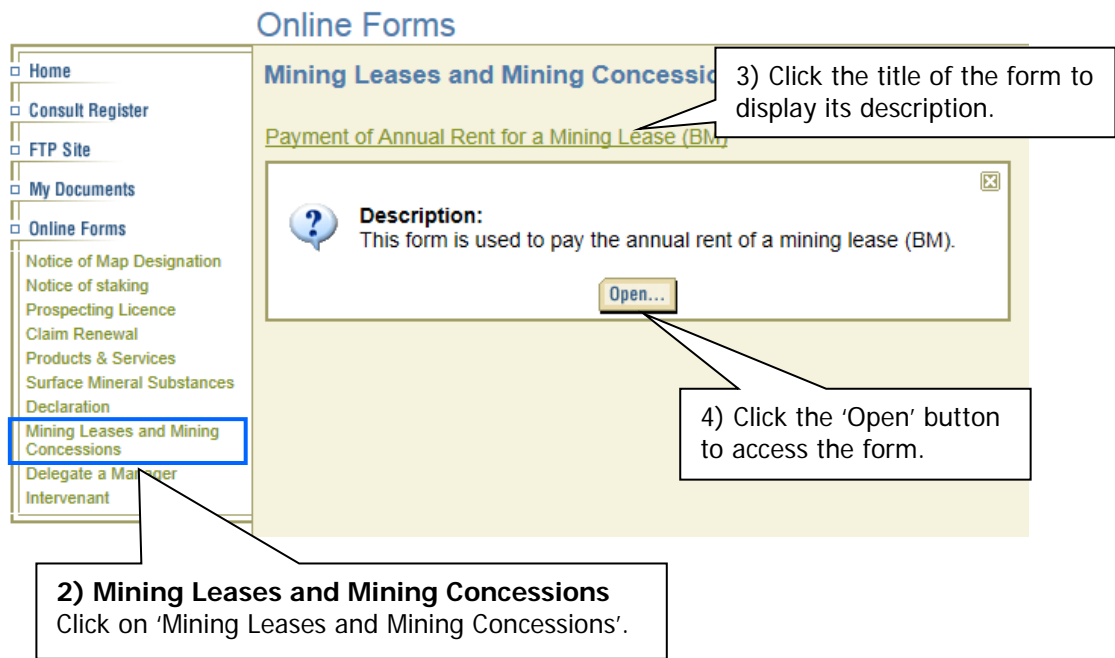 Online Forms
Home
Consult Register
FTP Site
My Documents
Online Forms
Notice of Map Designation
Notice of staking
Prospecting Licence
Claim Renewal
Products & Services
Surface Mineral Substances
Declaration
Mining Leases and Mining
Concessions
Delegate a Manager
Intervenant
Mining Leases and Mining Concessio
3) Click the title of the form to
display its description.
Payment of Annual Rent for a Mining Lease (BM)
Description:
This form is used to pay the annual rent of a mining lease (BM).
Open...
4) Click the ‘Open’ button
to access the form.
2) Mining Leases and Mining Concessions
Click on ‘Mining Leases and Mining Concessions’.